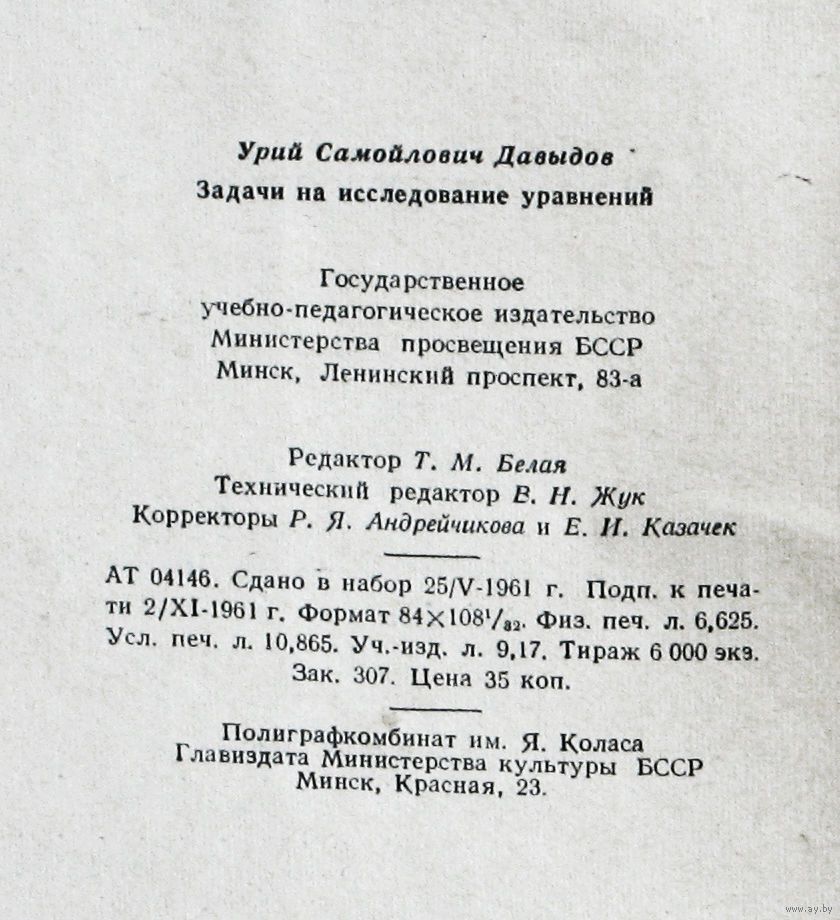 Урий Самойлович Давыдов
Задачи на исследование уравнений
Государственное
учебно-педагогическое издательство
Министерства просвещения БССР
Минск, Ленинский проспект, 83-а
Редактор Т. М. Белая
Технический редактор В. Н. Жук
Корректоры Р. Я. Андрейчикова и Е. И. Казачек
АТ 04146. Сдано в набор 25/V-1961 г. Подп. к печа-
ти 2/XI-1961 г. Формат 84×108¹/₃₂. Физ. печ. л. 6,625.
Усл. печ. л. 10,865. Уч.-изд. л. 9,17. Тираж 6 000 экз.
Зак. 307. Цена 35 коп.
Полиграфкомбинат им. Я. Коласа
Главиздата Министерства культуры БССР
Минск, Красная, 23.
www.ay.by